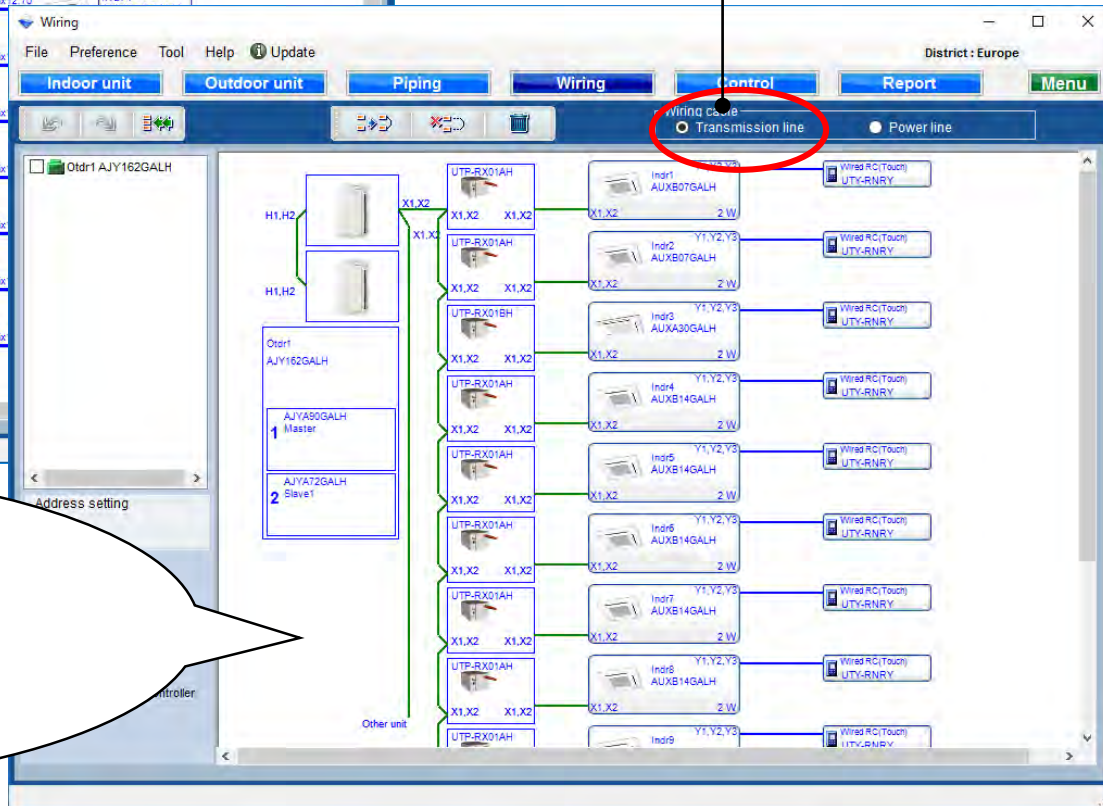 Wiring
File Preference Tool Help Update
District : Europe
Indoor unit Outdoor unit Piping Wiring Control Report Menu
Wiring cable
Transmission line Power line
Otdr1 AJY162GALH
Address setting
H1,H2
X1,X2
X1,X2
H1,H2
Otdr1
AJY162GALH
AJYA90GALH
1 Master
AJYA72GALH
2 Slave1
Other unit
UTP-RX01AH
X1,X2 X1,X2
Indr1
AUXB07GALH
X1,X2 2 W
Wired RC(Touch)
UTY-RNRY
UTP-RX01AH
X1,X2 X1,X2
Y1,Y2,Y3
Indr2
AUXB07GALH
X1,X2 2 W
Wired RC(Touch)
UTY-RNRY
UTP-RX01BH
X1,X2 X1,X2
Y1,Y2,Y3
Indr3
AUXA30GALH
X1,X2 2 W
Wired RC(Touch)
UTY-RNRY
UTP-RX01AH
X1,X2 X1,X2
Y1,Y2,Y3
Indr4
AUXB14GALH
X1,X2 2 W
Wired RC(Touch)
UTY-RNRY
UTP-RX01AH
X1,X2 X1,X2
Y1,Y2,Y3
Indr5
AUXB14GALH
X1,X2 2 W
Wired RC(Touch)
UTY-RNRY
UTP-RX01AH
X1,X2 X1,X2
Y1,Y2,Y3
Indr6
AUXB14GALH
X1,X2 2 W
Wired RC(Touch)
UTY-RNRY
UTP-RX01AH
X1,X2 X1,X2
Y1,Y2,Y3
Indr7
AUXB14GALH
X1,X2 2 W
Wired RC(Touch)
UTY-RNRY
UTP-RX01AH
X1,X2 X1,X2
Y1,Y2,Y3
Indr8
AUXB14GALH
X1,X2 2 W
Wired RC(Touch)
UTY-RNRY
UTP-RX01AH
Y1,Y2,Y3
Indr9
Wired RC(Touch)
UTY-RNRY